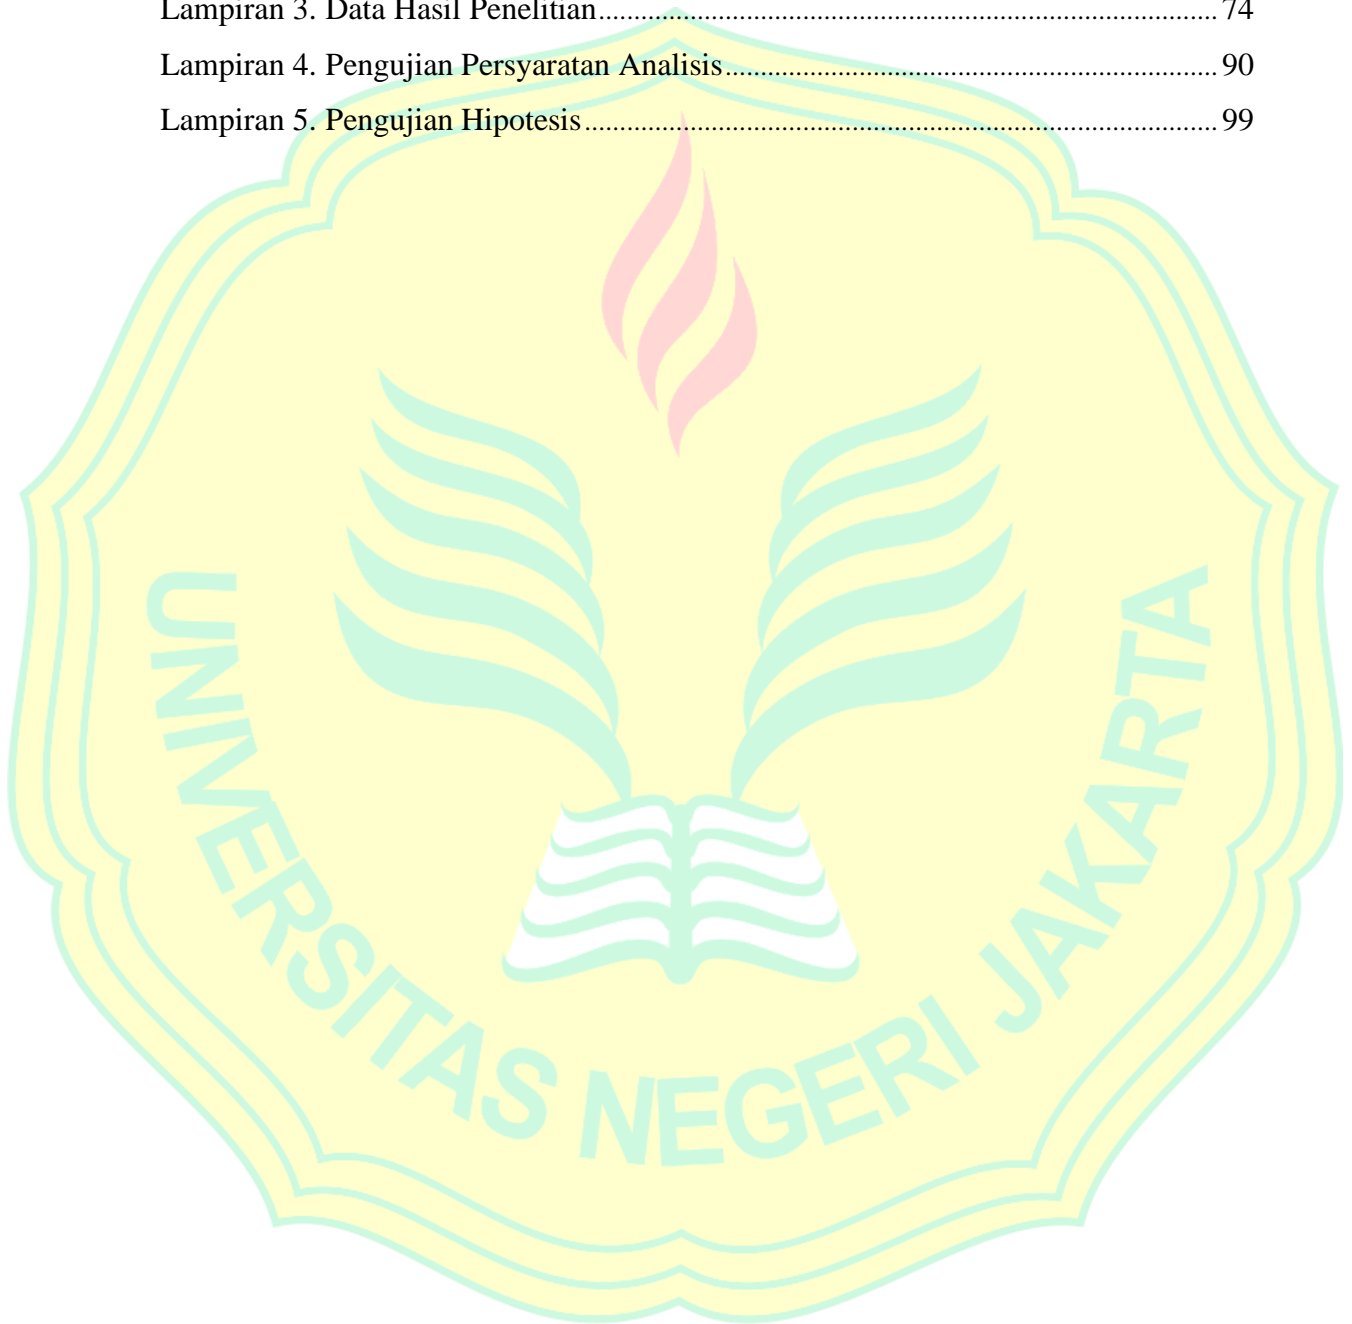 Lampiran 3. Data Hasil Penelitian........................................................................... 74
Lampiran 4. Pengujian Persyaratan Analisis............................................................ 90
Lampiran 5. Pengujian Hipotesis............................................................................. 99
UNIVERSITAS NEGERI JAKARTA